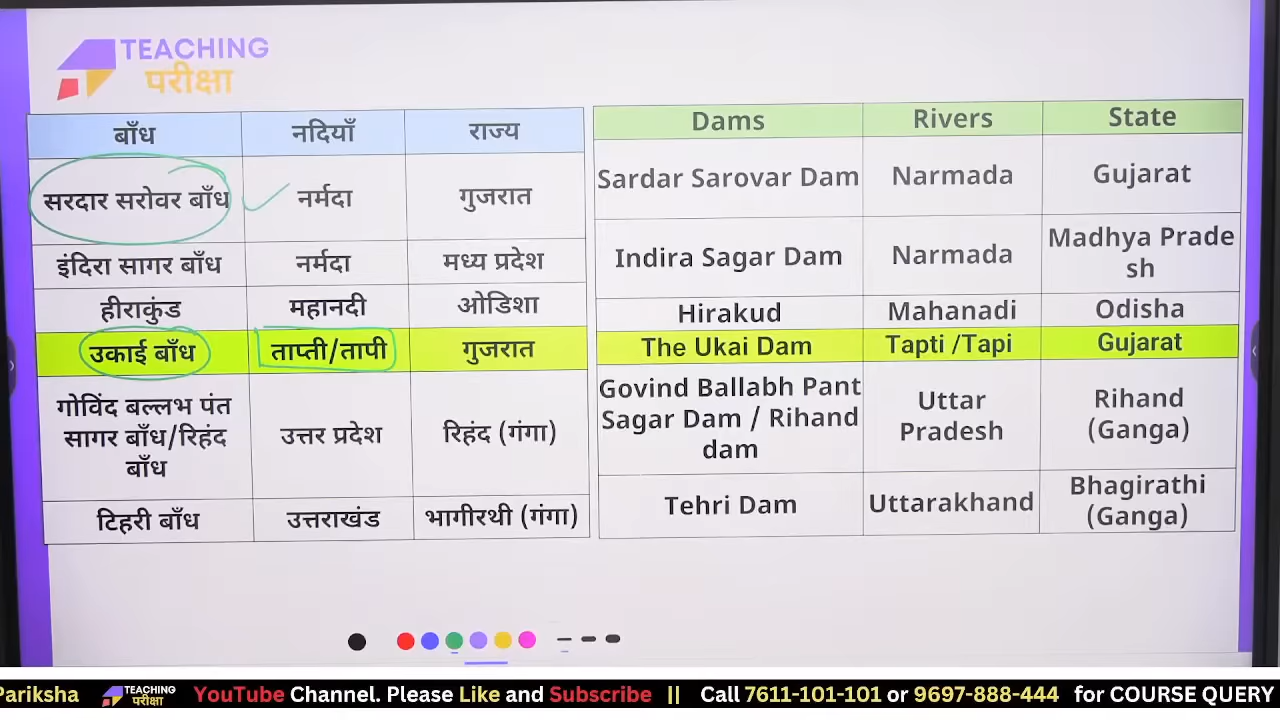 TEACHING
परीक्षा
बाँध नदियाँ राज्य
सरदार सरोवर बाँध नर्मदा गुजरात
इंदिरा सागर बाँध नर्मदा मध्य प्रदेश
हीराकुंड महानदी ओडिशा
उकाई बाँध ताप्ती/तापी गुजरात
गोविंद बल्लभ पंत
सागर बाँध/रिहंद
बाँध
उत्तर प्रदेश
रिहंद (गंगा)
टिहरी बाँध उत्तराखंड भागीरथी (गंगा)
Dams Rivers State
Sardar Sarovar Dam Narmada Gujarat
Indira Sagar Dam Narmada
Madhya Prade
sh
Hirakud Mahanadi Odisha
The Ukai Dam Tapti /Tapi Gujarat
Govind Ballabh Pant
Sagar Dam / Rihand
dam
Uttar
Pradesh
Rihand
(Ganga)
Tehri Dam Uttarakhand
Bhagirathi
(Ganga)
Pariksha TEACHING
परीक्षा
YouTube Channel. Please Like and Subscribe || Call 7611-101-101 or 9697-888-444 for COURSE QUERY